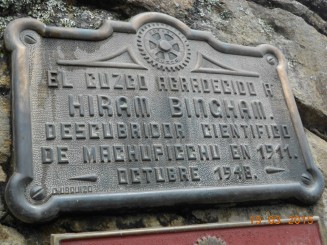 EL CUZCO AGRADECIDO A
HIRAM BINGHAM.
DESCUBRIDOR CIENTIFICO
DE MACHUPICCHU EN 1911.
OCTUBRE 1948.